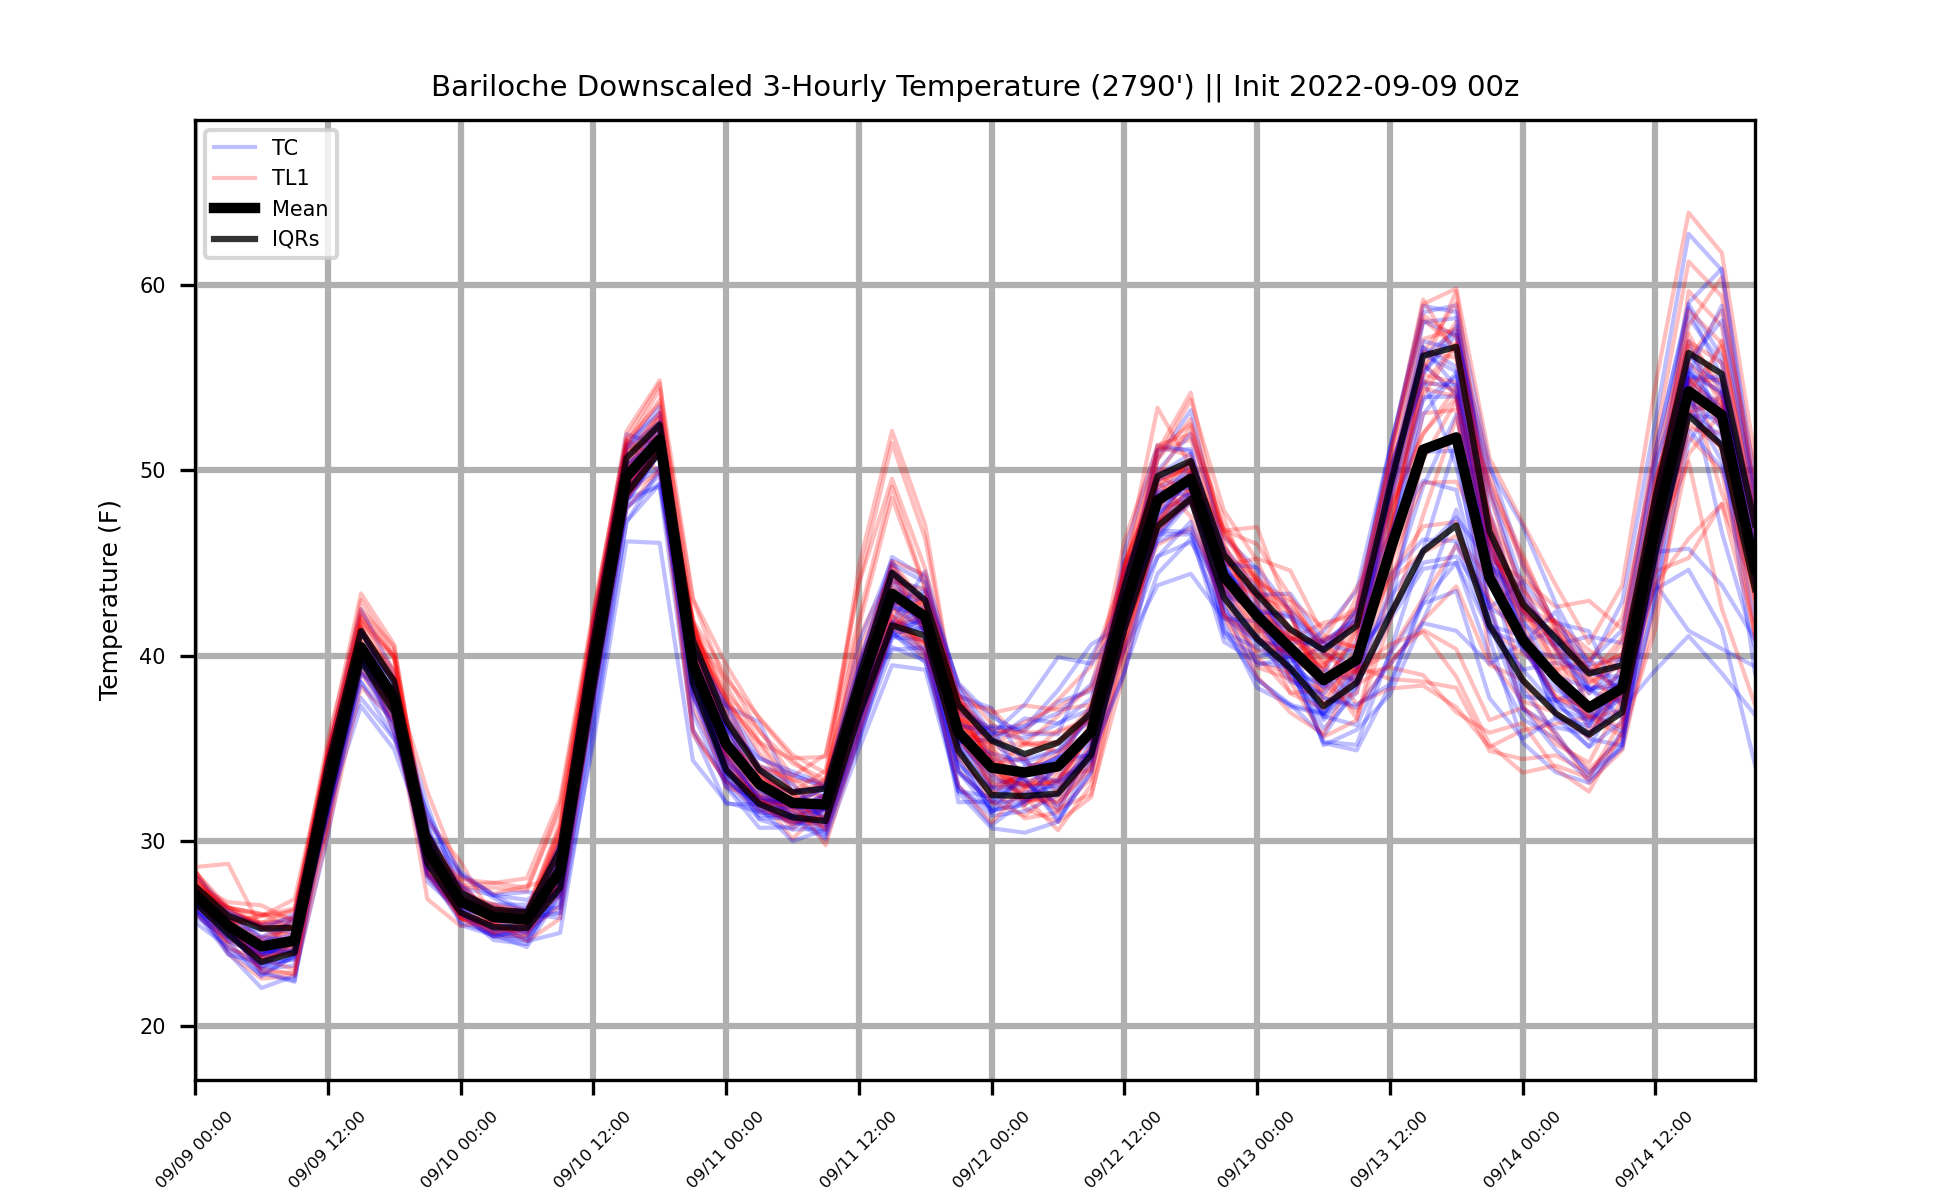 Bariloche Downscaled 3-Hourly Temperature (2790') || Init 2022-09-09 00z
TC
TL1
Mean
IQRs
Temperature (F)
60
50
40
30
20
09/09 00:00
09/09 12:00
09/10 00:00
09/10 12:00
09/11 00:00
09/11 12:00
09/12 00:00
09/12 12:00
09/13 00:00
09/13 12:00
09/14 00:00
09/14 12:00